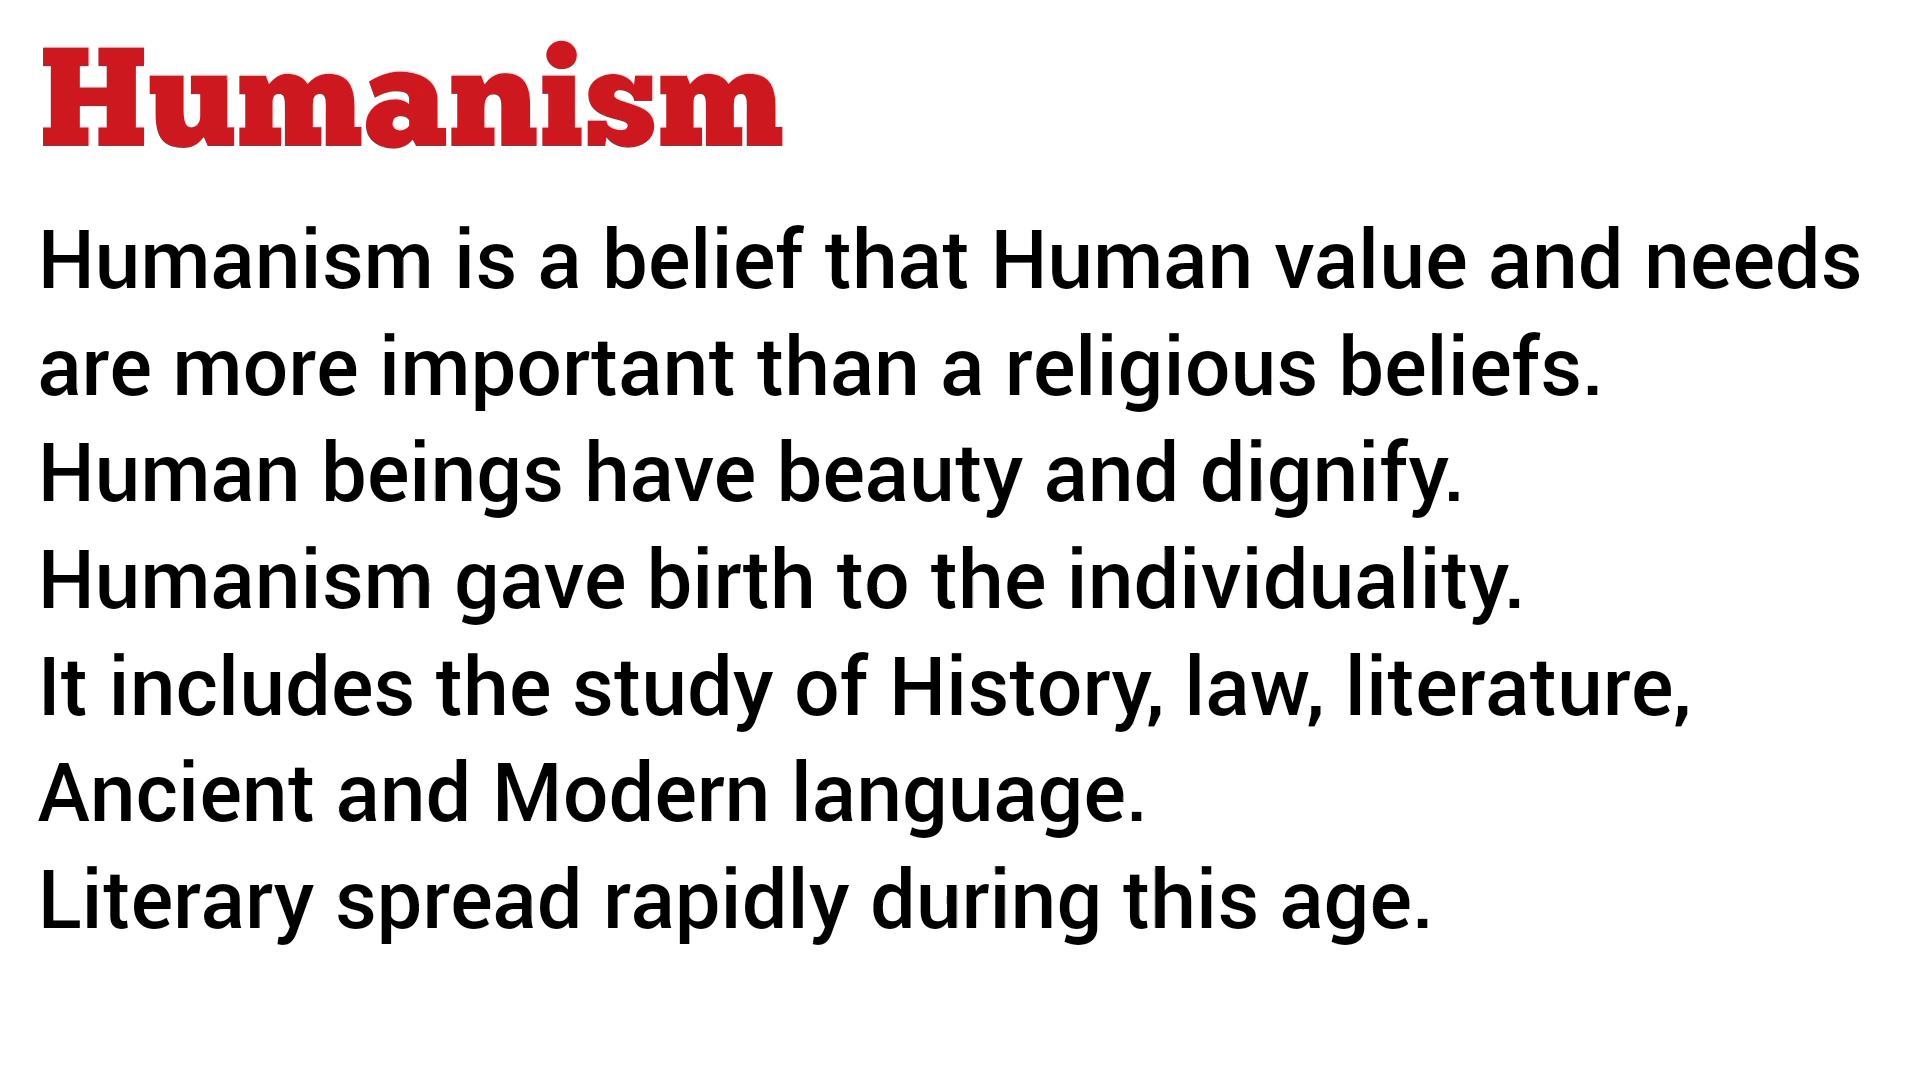 Humanism
Humanism is a belief that Human value and needs
are more important than a religious beliefs.
Human beings have beauty and dignify.
Humanism gave birth to the individuality.
It includes the study of History, law, literature,
Ancient and Modern language.
Literary spread rapidly during this age.